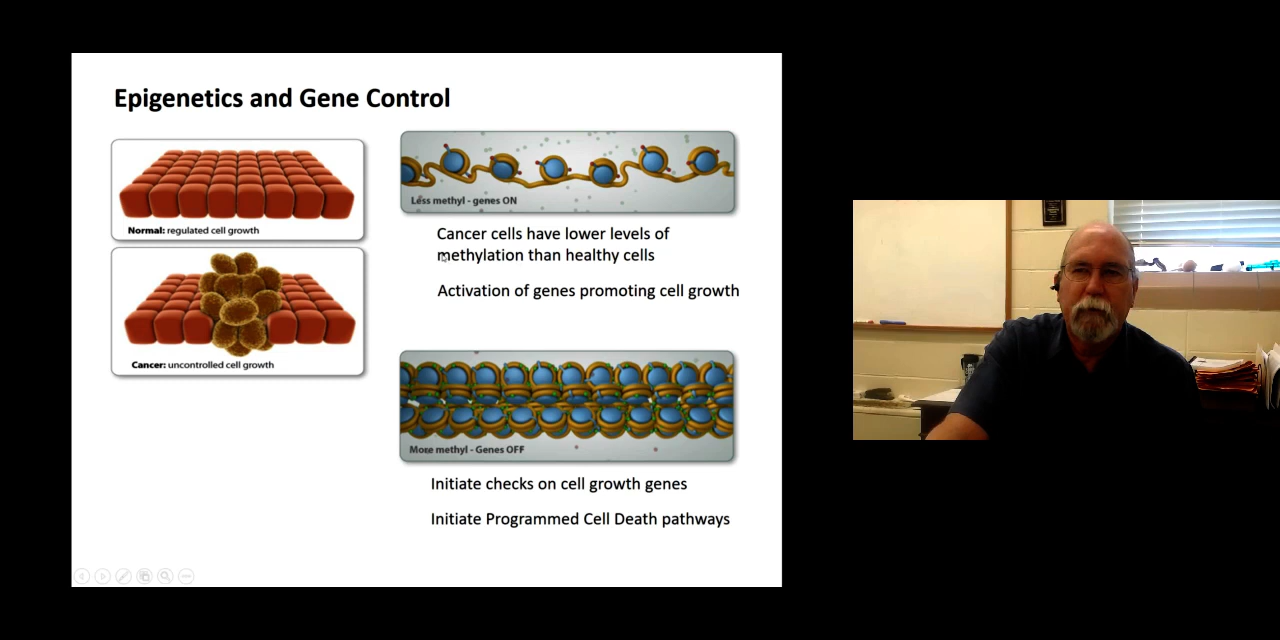 Epigenetics and Gene Control
Normal: regulated cell growth
Cancer: uncontrolled cell growth
Less methyl - genes ON
Cancer cells have lower levels of
methylation than healthy cells
Activation of genes promoting cell growth
More methyl - Genes OFF
Initiate checks on cell growth genes
Initiate Programmed Cell Death pathways